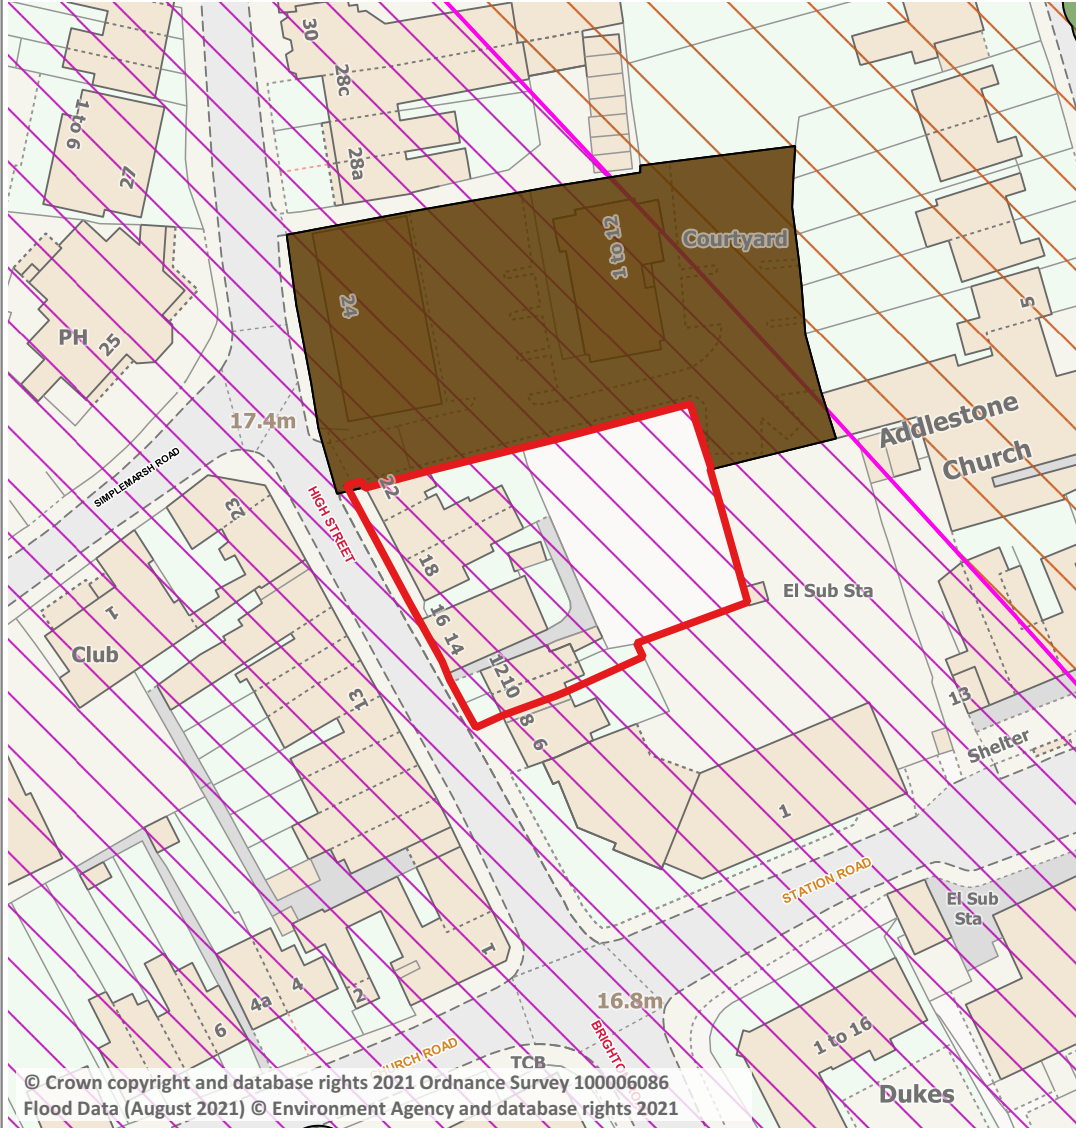 30
28c
1 to 6
27
28a
1 to 12
Courtyard
24
5
PH
25
17.4m
Addlestone
Church
SIMPLEMARSH ROAD
22
23
HIGH STREET
18
El Sub Sta
1
16
14
Club
12
10
13
13
8
6
Shelter
1
STATION ROAD
El Sub
Sta
1
4
2
4a
6
16.8m
1 to 16
CHURCH ROAD
TCB
Dukes
© Crown copyright and database rights 2021 Ordnance Survey 100006086
Flood Data (August 2021) © Environment Agency and database rights 2021